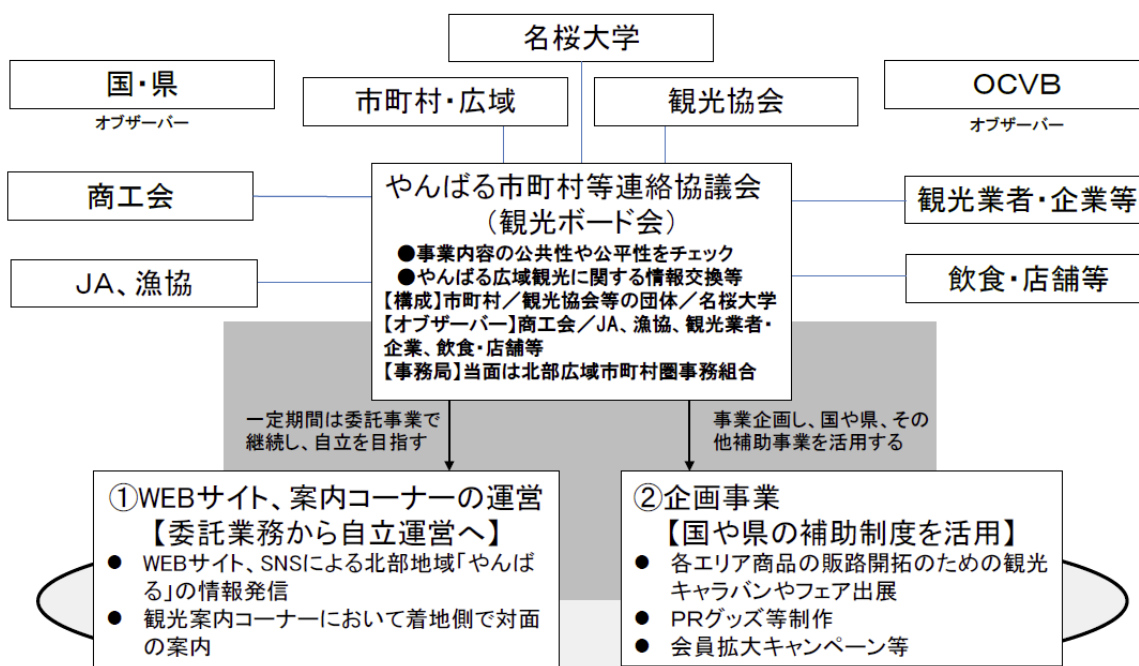 名桜大学
国・県
オブザーバー
市町村・広域
観光協会
OCVB
オブザーバー
商工会
JA、漁協
観光業者・企業等
飲食・店舗等
やんばる市町村等連絡協議会
（観光ボード会）
●事業内容の公共性や公平性をチェック
●やんばる広域観光に関する情報交換等
【構成】市町村／観光協会等の団体／名桜大学
【オブザーバー】商工会／JA、漁協、観光業者・
企業、飲食・店舗等
【事務局】当面は北部広域市町村圏事務組合
一定期間は委託事業で
継続し、自立を目指す
事業企画し、国や県、その
他補助事業を活用する
①WEBサイト、案内コーナーの運営
【委託業務から自立運営へ】
● WEBサイト、SNSによる北部地域「やんば
る」の情報発信
● 観光案内コーナーにおいて着地側で対面
の案内
②企画事業
【国や県の補助制度を活用】
● 各エリア商品の販路開拓のための観光
キャラバンやフェア出展
● PRグッズ等制作
● 会員拡大キャンペーン等